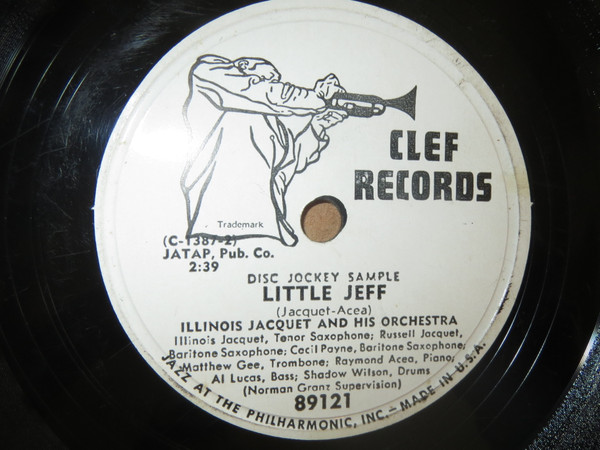 CLEF
RECORDS
Trademark
(C-1387-2)
JATAP, Pub. Co.
2:39
DISC JOCKEY SAMPLE
LITTLE JEFF
(Jacquet-Acea)
ILLINOIS JACQUET AND HIS ORCHESTRA
Illinois Jacquet, Tenor Saxophone; Russell Jacquet,
Baritone Saxophone; Cecil Payne, Baritone Saxophone;
Matthew Gee, Trombone; Raymond Acea, Piano;
Al Lucas, Bass; Shadow Wilson, Drums
(Norman Granz Supervision)
89121
JAZZ AT THE PHILHARMONIC, INC. – MADE IN U.S.A.